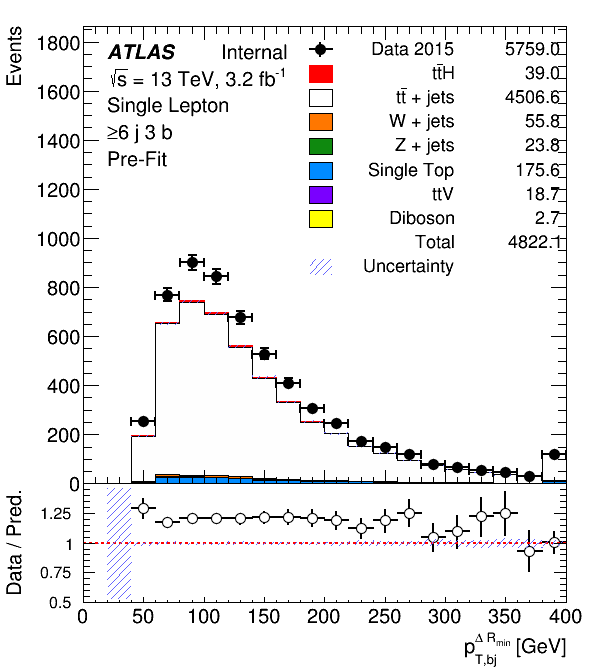 Events
1800
1600
1400
1200
1000
800
600
400
200
0
ATLAS Internal
√s = 13 TeV, 3.2 fb⁻¹
Single Lepton
≥6 j 3 b
Pre-Fit
Data 2015 5759.0
tt̄H 39.0
tt̄ + jets 4506.6
W + jets 55.8
Z + jets 23.8
Single Top 175.6
ttV 18.7
Diboson 2.7
Total 4822.1
Uncertainty
Data / Pred.
1.25
1
0.75
0.5
0 50 100 150 200 250 300 350 400
p_{T,bj}^{Δ R_{min}} [GeV]